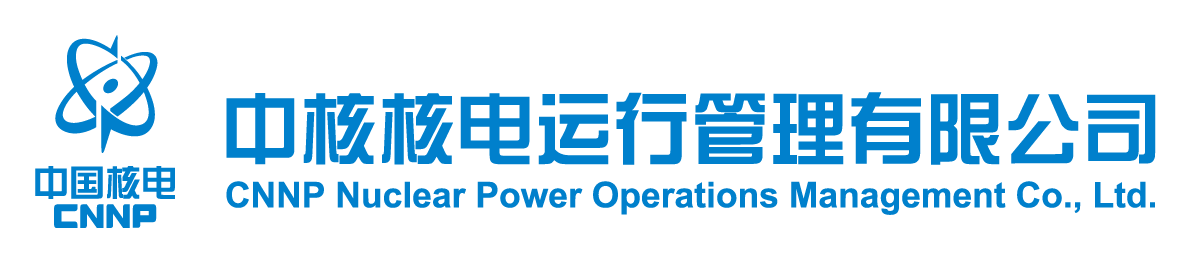 中国核电
CNNP
中核核电运行管理有限公司
CNNP Nuclear Power Operations Management Co., Ltd.